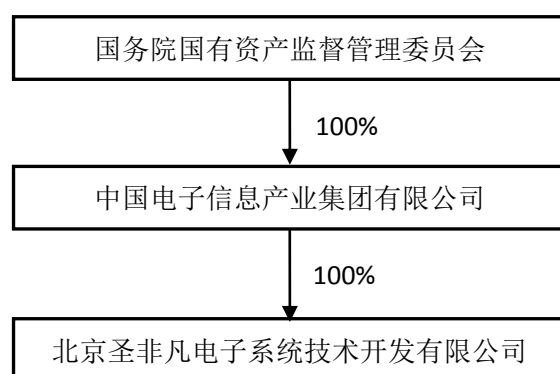 国务院国有资产监督管理委员会
100%
中国电子信息产业集团有限公司
100%
北京圣非凡电子系统技术开发有限公司